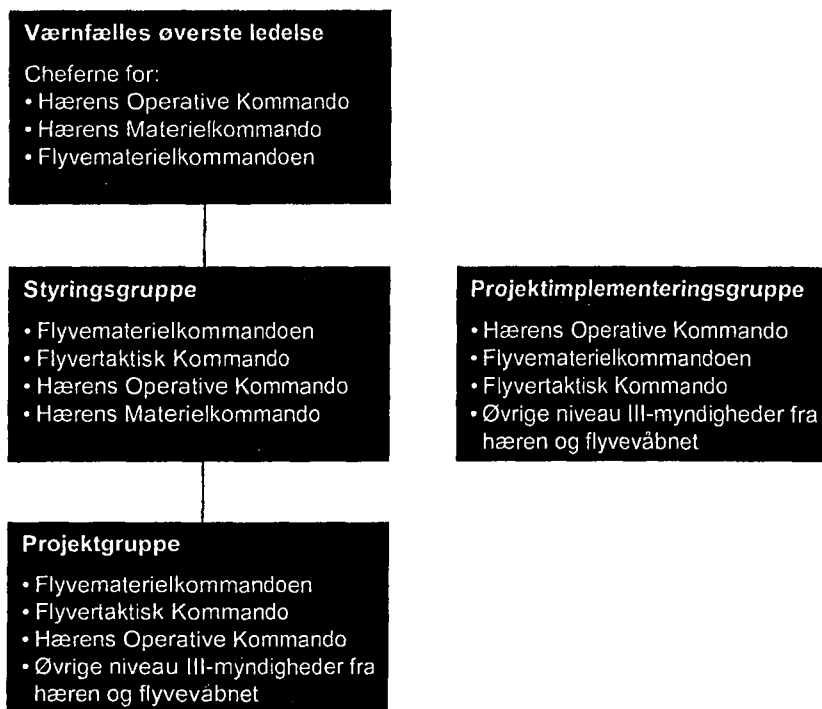 Værnfælles øverste ledelse
Cheferne for:
• Hærens Operative Kommando
• Hærens Materielkommando
• Flyvematerielkommandoen
Styringsgruppe
• Flyvematerielkommandoen
• Flyvertaktisk Kommando
• Hærens Operative Kommando
• Hærens Materielkommando
Projektimplementeringsgruppe
• Hærens Operative Kommando
• Flyvematerielkommandoen
• Flyvertaktisk Kommando
• Øvrige niveau III-myndigheder fra
hæren og flyvevåbnet
Projektgruppe
• Flyvematerielkommandoen
• Flyvertaktisk Kommando
• Hærens Operative Kommando
• Øvrige niveau III-myndigheder fra
hæren og flyvevåbnet